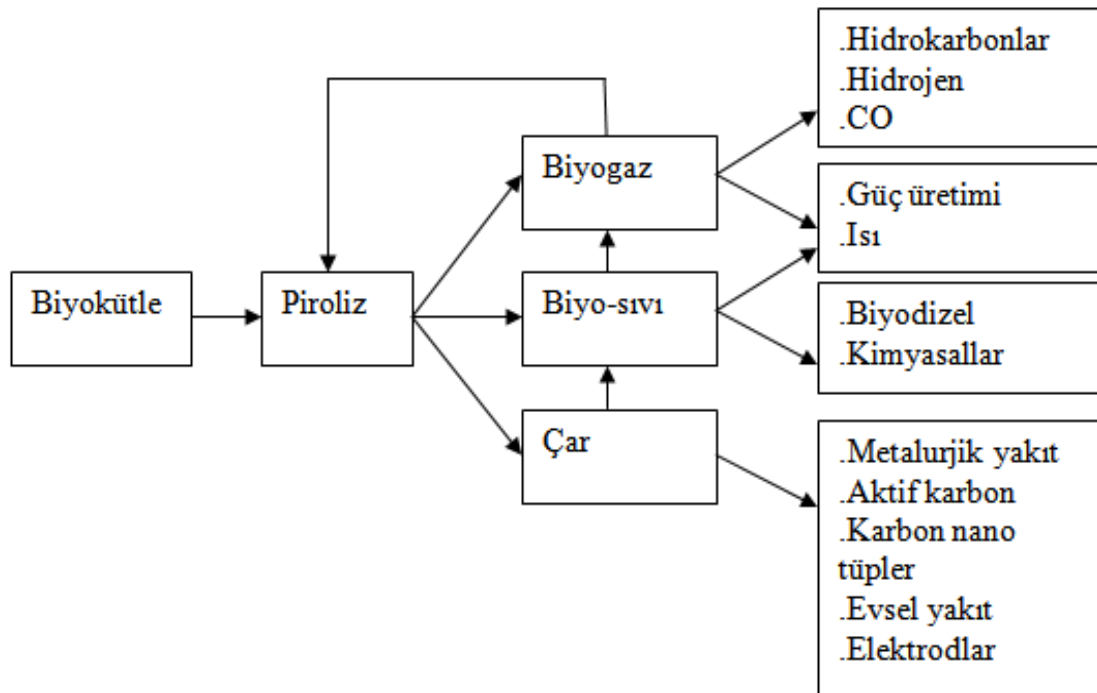 Biyokütle
Piroliz
Biyogaz
Biyo-sıvı
Çar
.Hidrokarbonlar
.Hidrojen
.CO
.Güç üretimi
.Isı
.Biyodizel
.Kimyasallar
.Metalurjik yakıt
.Aktif karbon
.Karbon nano
tüpler
.Evsel yakıt
.Elektrodlar